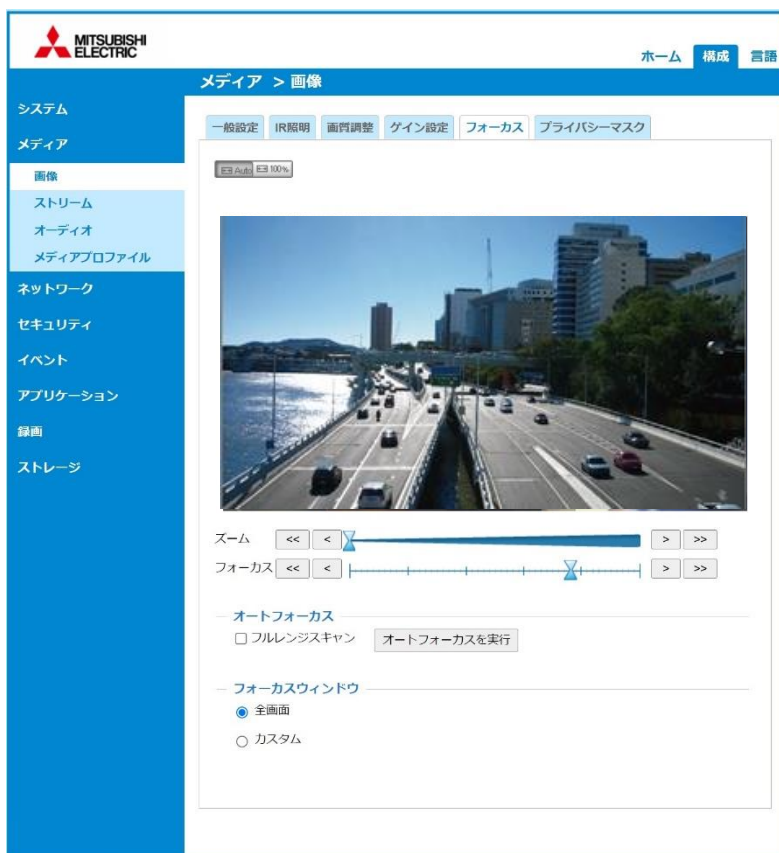 MITSUBISHI
ELECTRIC
ホーム 構成 言語
メディア > 画像
システム
メディア
画像
ストリーム
オーディオ
メディアプロファイル
ネットワーク
セキュリティ
イベント
アプリケーション
録画
ストレージ
一般設定 IR照明 画質調整 ゲイン設定 フォーカス プライバシーマスク
Auto 100%
ズーム << < > >>
フォーカス << < > >>
オートフォーカス
フルレンジスキャン オートフォーカスを実行
フォーカスウィンドウ
全画面
カスタム